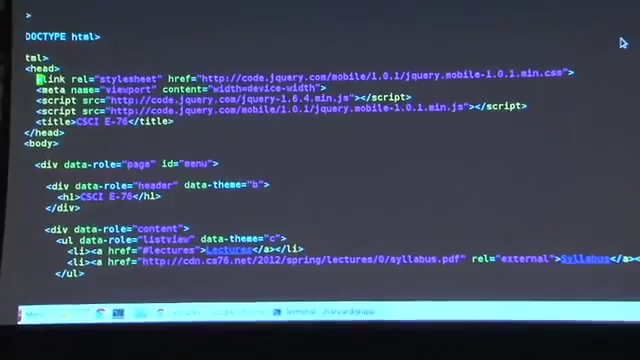 >
DOCTYPE html>
tml>
<head>
<link rel="stylesheet" href="http://code.jquery.com/mobile/1.0.1/jquery.mobile-1.0.1.min.css">
<meta name="viewport" content="width=device-width">
<script src="http://code.jquery.com/jquery-1.6.4.min.js"></script>
<script src="http://code.jquery.com/mobile/1.0.1/jquery.mobile-1.0.1.min.js"></script>
<title>CSCI E-76</title>
</head>
<body>
<div data-role="page" id="menu">
<div data-role="header" data-theme="b">
<h1>CSCI E-76</h1>
</div>
<div data-role="content">
<ul data-role="listview" data-theme="c">
<li><a href="#lectures">Lectures</a></li>
<li><a href="http://cdn.cs76.net/2012/spring/lectures/0/syllabus.pdf" rel="external">Syllabus</a><
</ul>
Menu Terminal jharvard@app